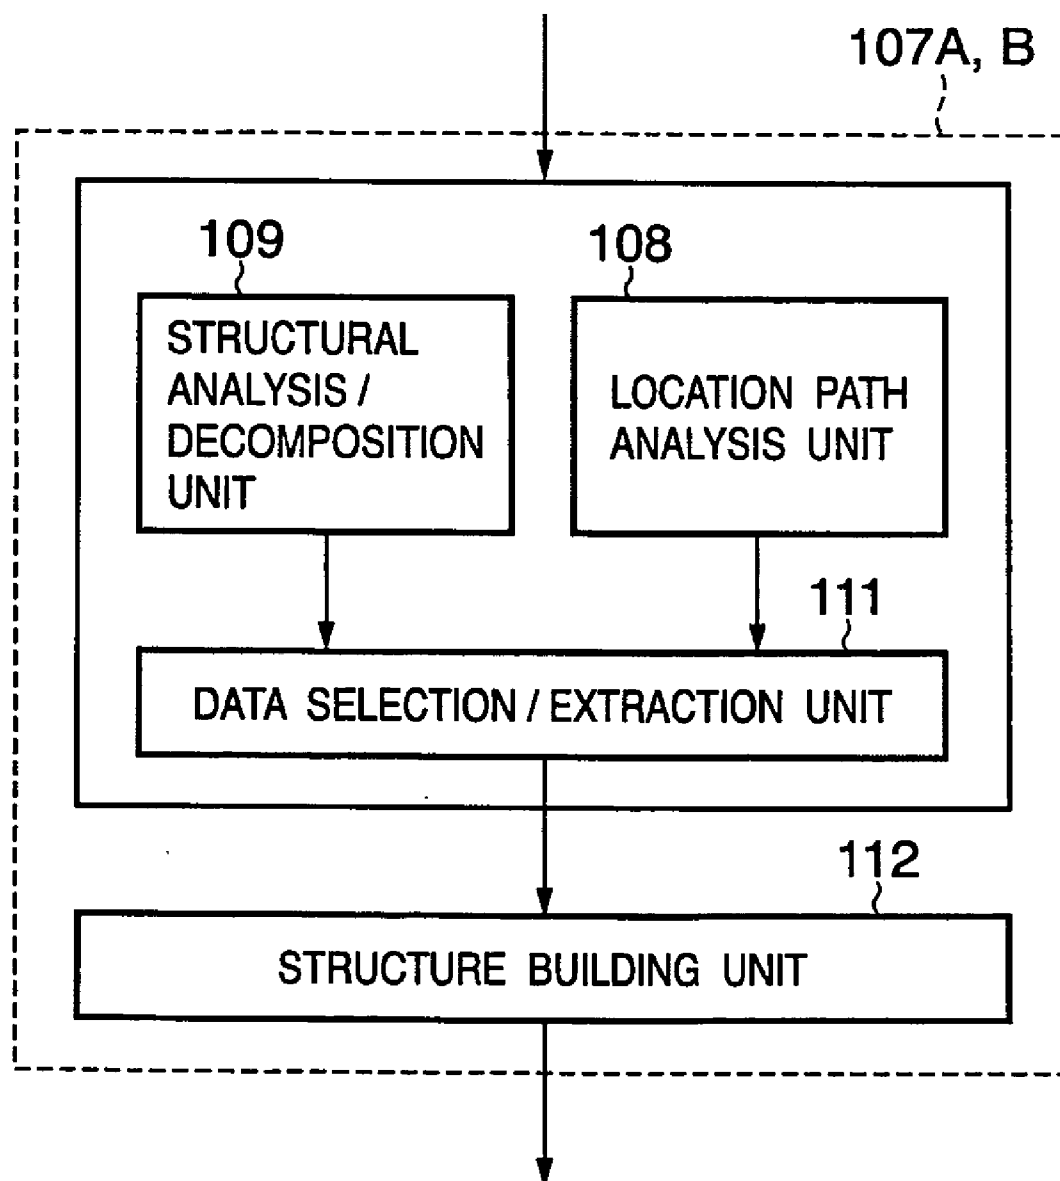 107A, B
109
108
STRUCTURAL
ANALYSIS /
DECOMPOSITION
UNIT
LOCATION PATH
ANALYSIS UNIT
111
DATA SELECTION / EXTRACTION UNIT
112
STRUCTURE BUILDING UNIT